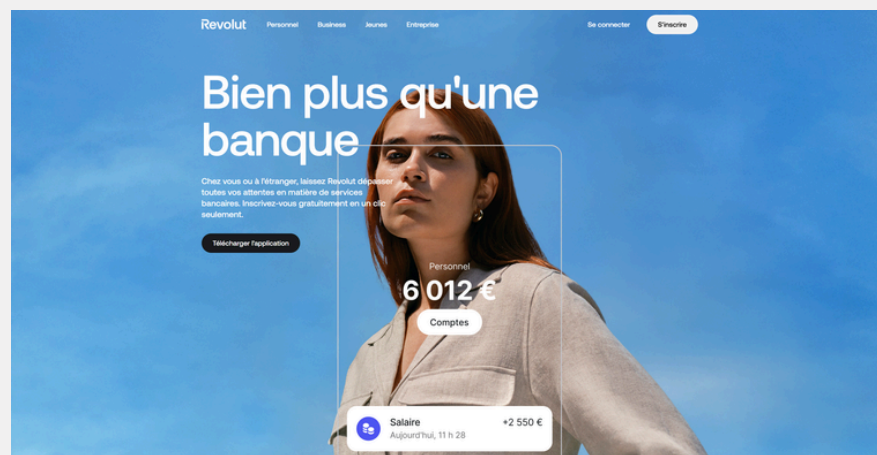 Revolut
Personnel
Business
Jeunes
Entreprise
Se connecter
S'inscrire
Bien plus qu'une
banque
Chez vous ou à l'étranger, laissez Revolut dépasser
toutes vos attentes en matière de services
bancaires. Inscrivez-vous gratuitement en un clic
seulement.
Télécharger l'application
Personnel
6 012 €
Comptes
Salaire
+2 550 €
Aujourd'hui, 11 h 28